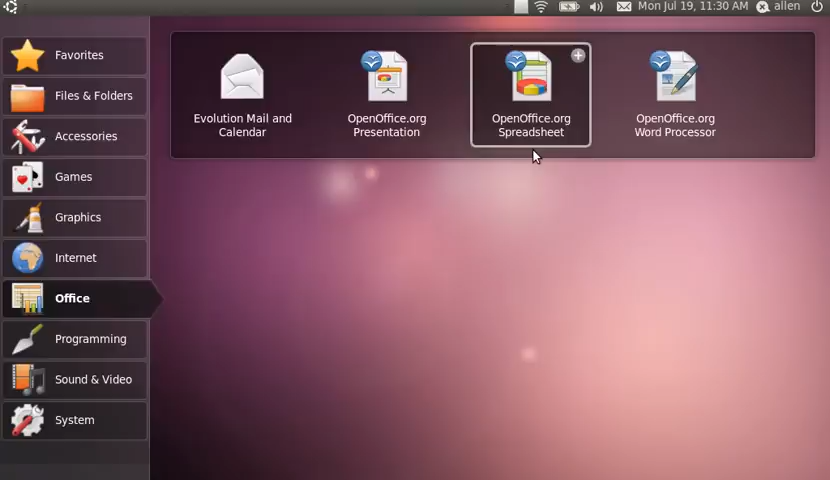 Mon Jul 19, 11:30 AM allen
Favorites
Files & Folders
Accessories
Games
Graphics
Internet
Office
Programming
Sound & Video
System
Evolution Mail and
Calendar
OpenOffice.org
Presentation
OpenOffice.org
Spreadsheet
OpenOffice.org
Word Processor